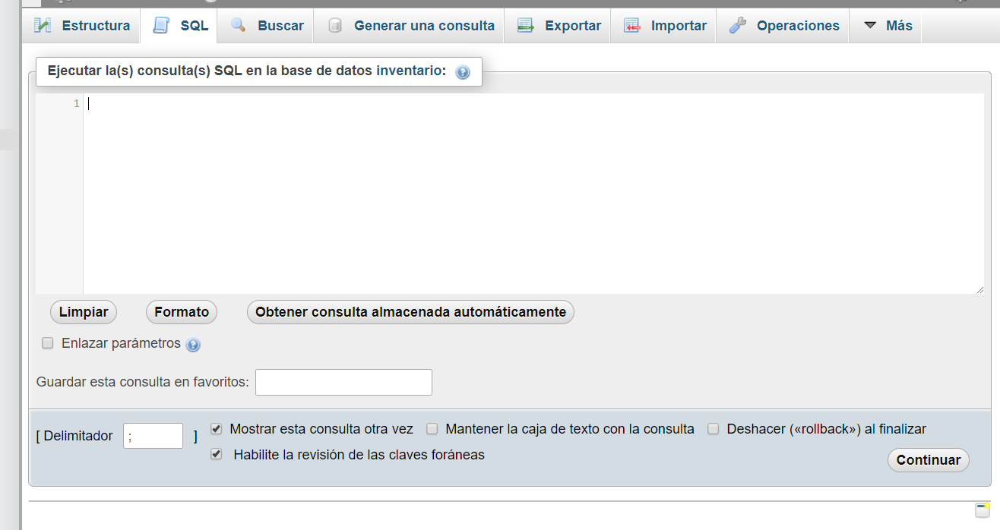 Estructura SQL Buscar Generar una consulta Exportar Importar Operaciones Más
Ejecutar la(s) consulta(s) SQL en la base de datos inventario:
1
Limpiar Formato Obtener consulta almacenada automáticamente
Enlazar parámetros
Guardar esta consulta en favoritos:
[ Delimitador ; ] Mostrar esta consulta otra vez Mantener la caja de texto con la consulta Deshacer («rollback») al finalizar
Habilite la revisión de las claves foráneas
Continuar